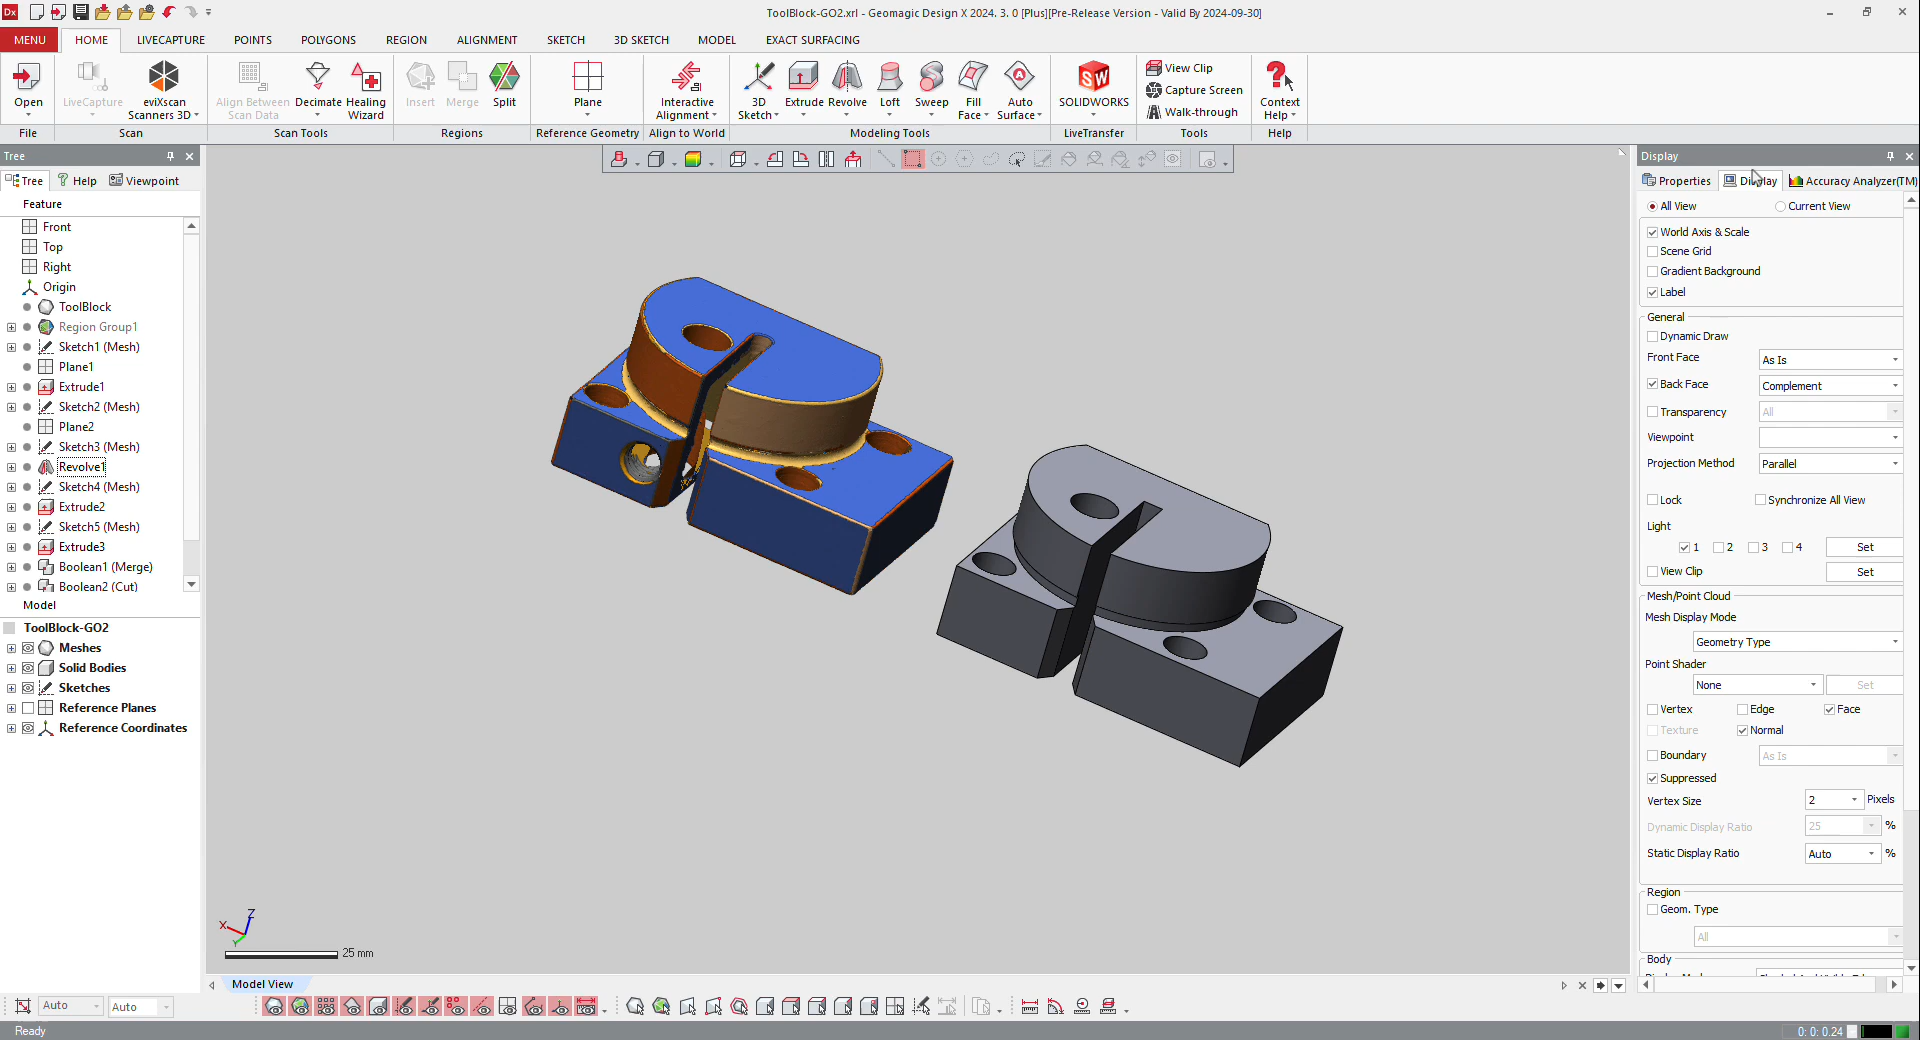 Dx
ToolBlock-GO2.xrl - Geomagic Design X 2024. 3. 0 [Plus][Pre-Release Version - Valid By 2024-09-30]
MENU HOME LIVECAPTURE POINTS POLYGONS REGION ALIGNMENT SKETCH 3D SKETCH MODEL EXACT SURFACING
Open
LiveCapture
eviXscan Scanners 3D
Align Between Scan Data
Decimate
Healing Wizard
Insert
Merge
Split
Plane
Interactive Alignment
3D Sketch
Extrude
Revolve
Loft
Sweep
Fill Face
Auto Surface
SW
SOLIDWORKS
View Clip
Capture Screen
Walk-through
Context Help
File Scan Scan Tools Regions Reference Geometry Align to World Modeling Tools LiveTransfer Tools Help
Tree
Tree Help Viewpoint
Feature
Front
Top
Right
Origin
ToolBlock
Region Group1
Sketch1 (Mesh)
Plane1
Extrude1
Sketch2 (Mesh)
Plane2
Sketch3 (Mesh)
Revolve1
Sketch4 (Mesh)
Extrude2
Sketch5 (Mesh)
Extrude3
Boolean1 (Merge)
Boolean2 (Cut)
Model
ToolBlock-GO2
Meshes
Solid Bodies
Sketches
Reference Planes
Reference Coordinates
X
Z
Y
25 mm
Model View
Display
Properties Display Accuracy Analyzer(TM)
All View Current View
World Axis & Scale
Scene Grid
Gradient Background
Label
General
Dynamic Draw
Front Face As Is
Back Face Complement
Transparency All
Viewpoint
Projection Method Parallel
Lock Synchronize All View
Light
1 2 3 4 Set
View Clip Set
Mesh/Point Cloud
Mesh Display Mode
Geometry Type
Point Shader
None Set
Vertex Edge Face
Texture Normal
Boundary As Is
Suppressed
Vertex Size 2 Pixels
Dynamic Display Ratio 25 %
Static Display Ratio Auto %
Region
Geom. Type
All
Body
Auto Auto
Ready
0: 0: 0.24